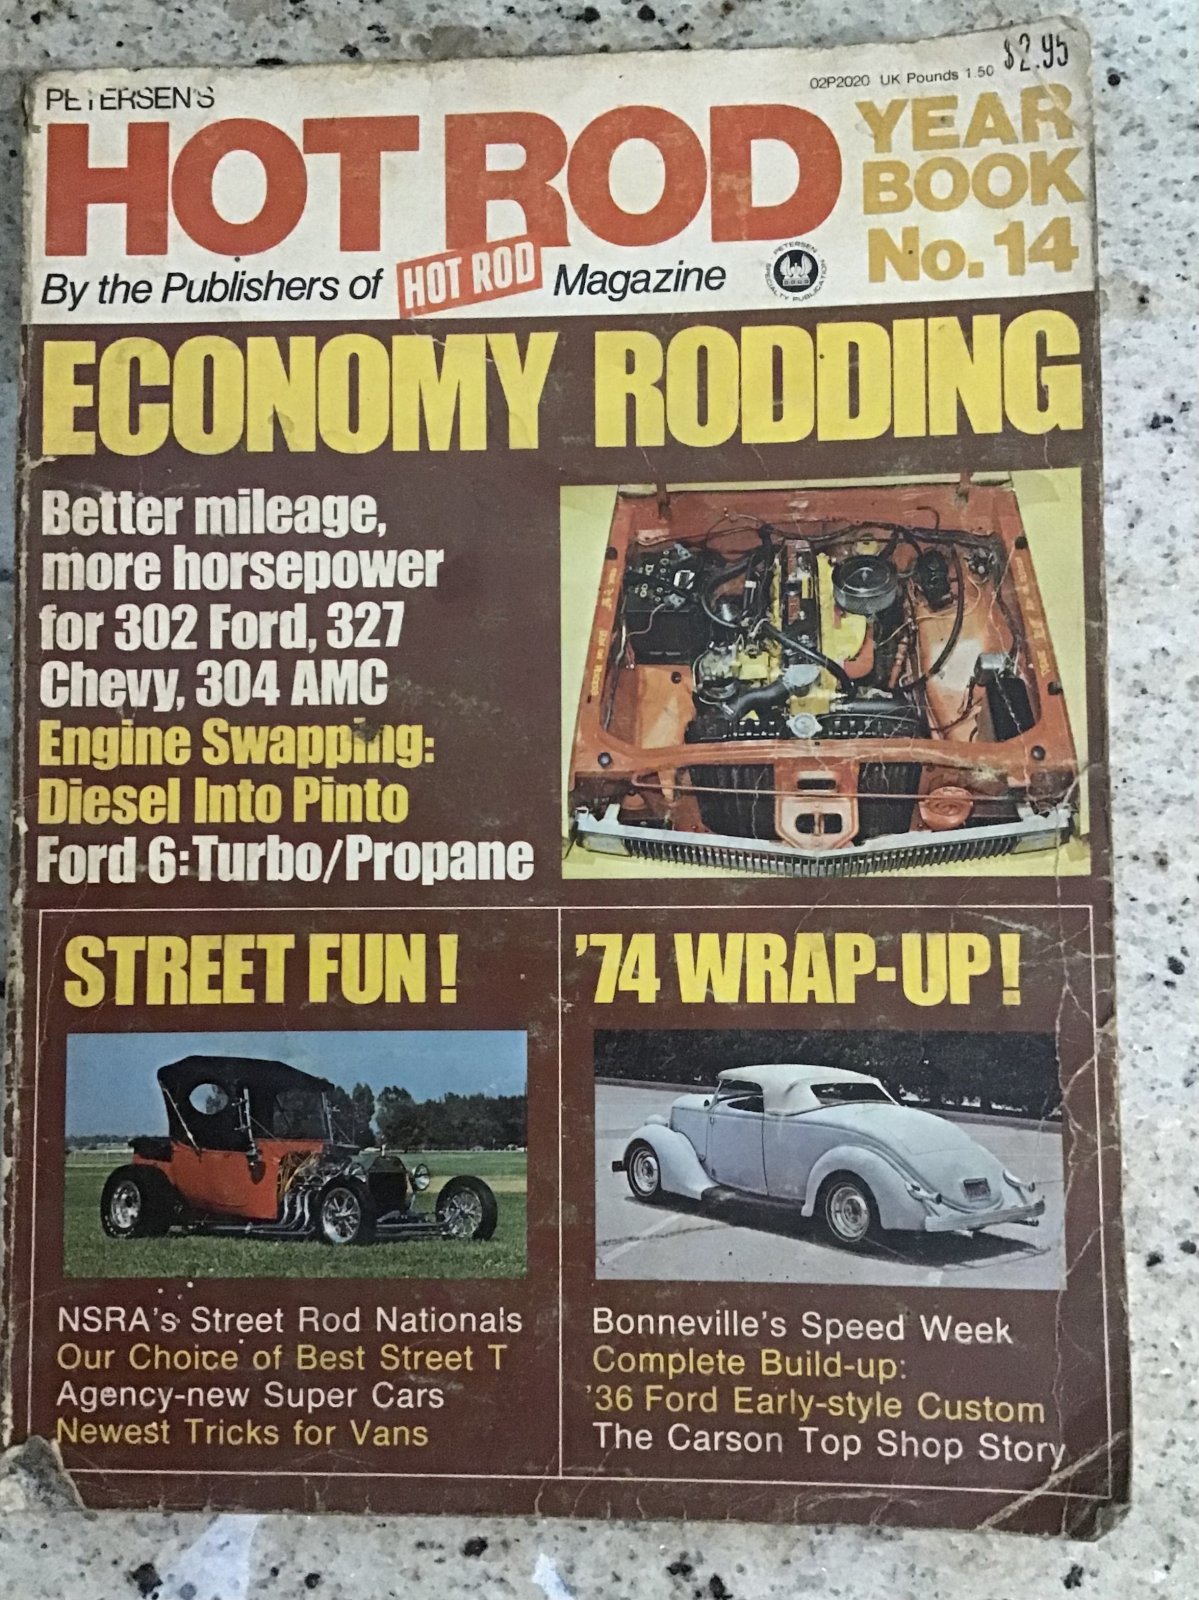 PETERSEN'S
02P2020 UK Pounds 1.50 $2.95
HOT ROD
YEAR
BOOK
No. 14
By the Publishers of HOT ROD Magazine
PETERSEN
SPECIALTY PUBLICATION
ECONOMY RODDING
Better mileage,
more horsepower
for 302 Ford, 327
Chevy, 304 AMC
Engine Swapping:
Diesel Into Pinto
Ford 6: Turbo/Propane
STREET FUN!
NSRA's Street Rod Nationals
Our Choice of Best Street T
Agency-new Super Cars
Newest Tricks for Vans
'74 WRAP-UP!
Bonneville's Speed Week
Complete Build-up:
'36 Ford Early-style Custom
The Carson Top Shop Story